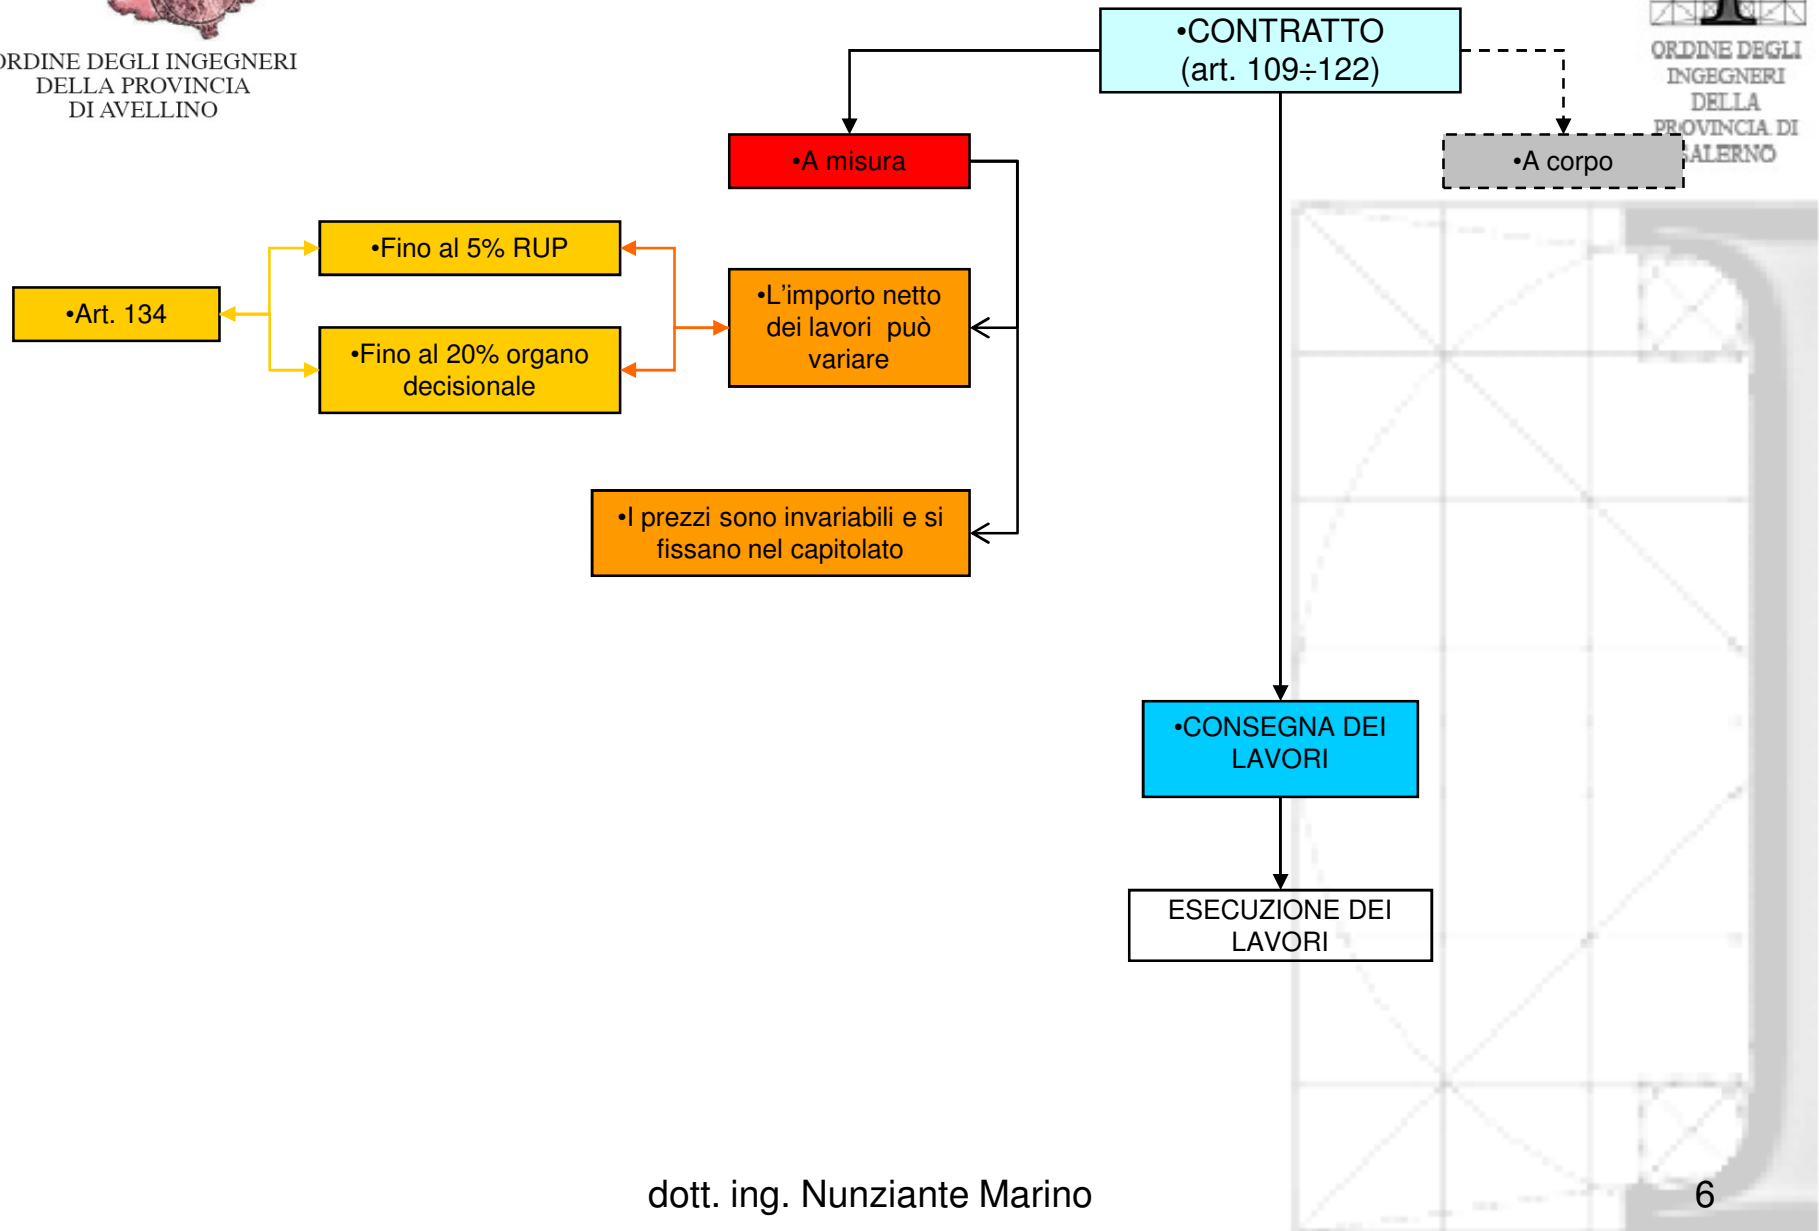 ORDINE DEGLI INGEGNERI
DELLA PROVINCIA
DI AVELLINO
•CONTRATTO
(art. 109÷122)
ORDINE DEGLI
INGEGNERI
DELLA
PROVINCIA DI
SALERNO
•A misura
•A corpo
•Fino al 5% RUP
•Art. 134
•Fino al 20% organo
decisionale
•L'importo netto
dei lavori può
variare
•I prezzi sono invariabili e si
fissano nel capitolato
•CONSEGNA DEI
LAVORI
ESECUZIONE DEI
LAVORI
dott. ing. Nunziante Marino
6